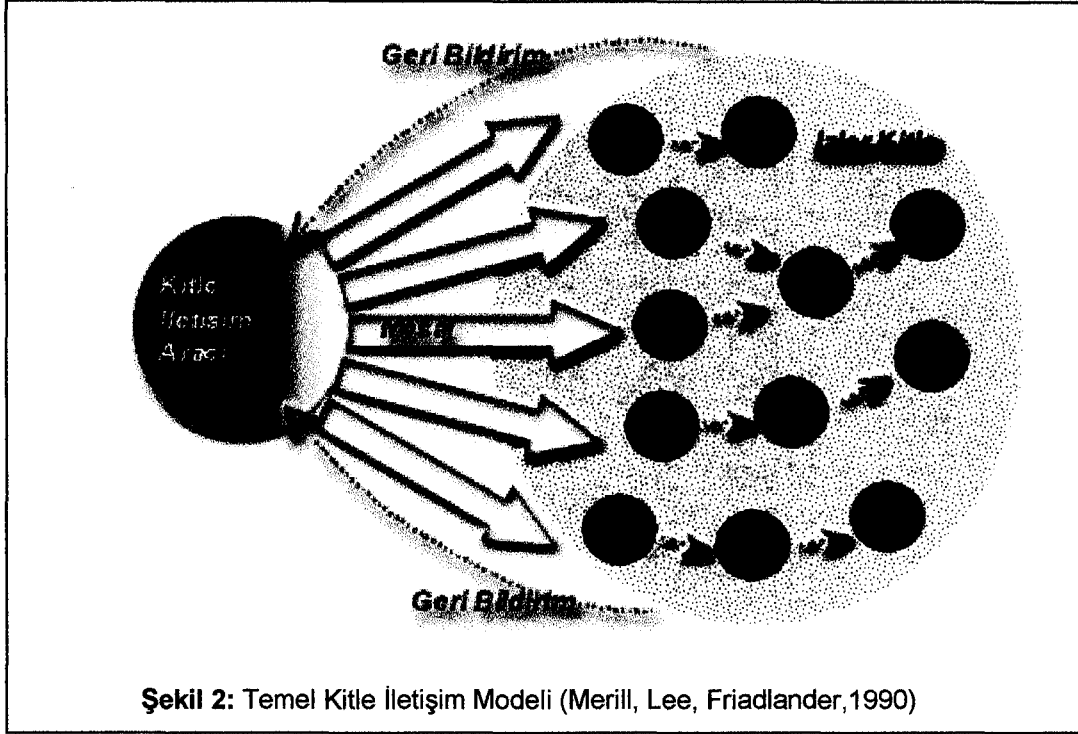 Geri Bildirim
Kitle
İletişim
Aracı
Geri Bildirim
Şekil 2: Temel Kitle İletişim Modeli (Merill, Lee, Friadlander,1990)